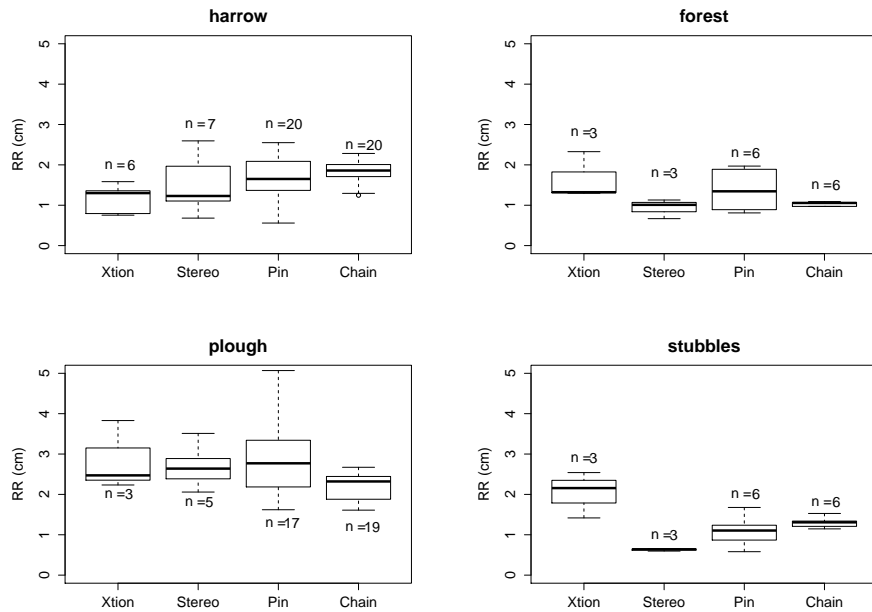 harrow
RR (cm)
0 1 2 3 4 5
n = 6
n = 7
n = 20
n = 20
Xtion Stereo Pin Chain
forest
RR (cm)
0 1 2 3 4 5
n = 3
n = 3
n = 6
n = 6
Xtion Stereo Pin Chain
plough
RR (cm)
0 1 2 3 4 5
n = 3
n = 5
n = 17
n = 19
Xtion Stereo Pin Chain
stubbles
RR (cm)
0 1 2 3 4 5
n = 3
n = 3
n = 6
n = 6
Xtion Stereo Pin Chain